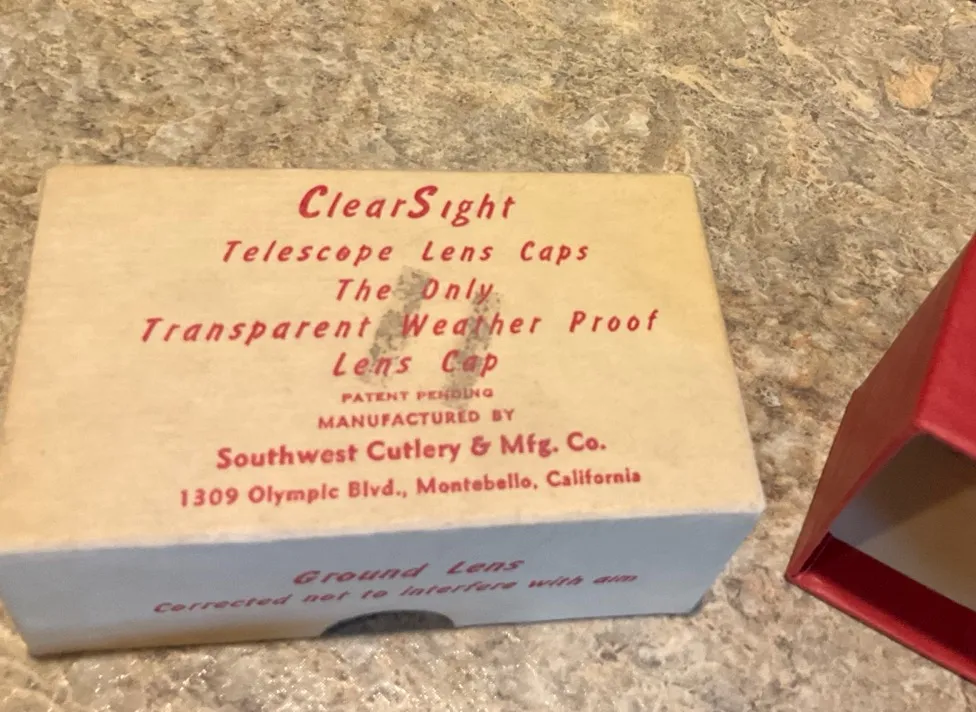 ClearSight
Telescope Lens Caps
The Only
Transparent Weather Proof
Lens Cap
PATENT PENDING
MANUFACTURED BY
Southwest Cutlery & Mfg. Co.
1309 Olympic Blvd., Montebello, California
Ground Lens
Corrected not to interfere with aim